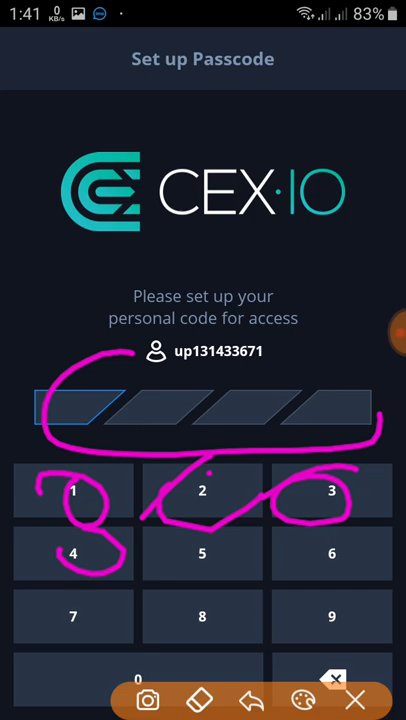 1:41 0 KB/s 83%
Set up Passcode
CEX·IO
Please set up your
personal code for access
up131433671
1 2 3
4 5 6
7 8 9
0